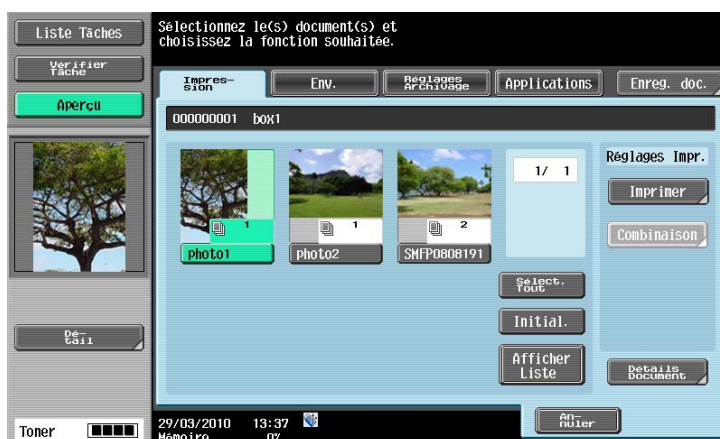 Liste Tâches
Vérifier
Tâche
Aperçu
Dé-
tail
Toner
Sélectionnez le(s) document(s) et
choisissez la fonction souhaitée.
Impres-
sion
Env.
Réglages
Archivage
Applications
Enreg. doc.
000000001 box1
1
photo1
1
photo2
2
SMFP0808191
1/ 1
Sélect.
Tout
Initial.
Afficher
Liste
Réglages Impr.
Imprimer
Combinaison
Détails
Document
An-
nuler
29/03/2010 13:37
Mémoire 0%